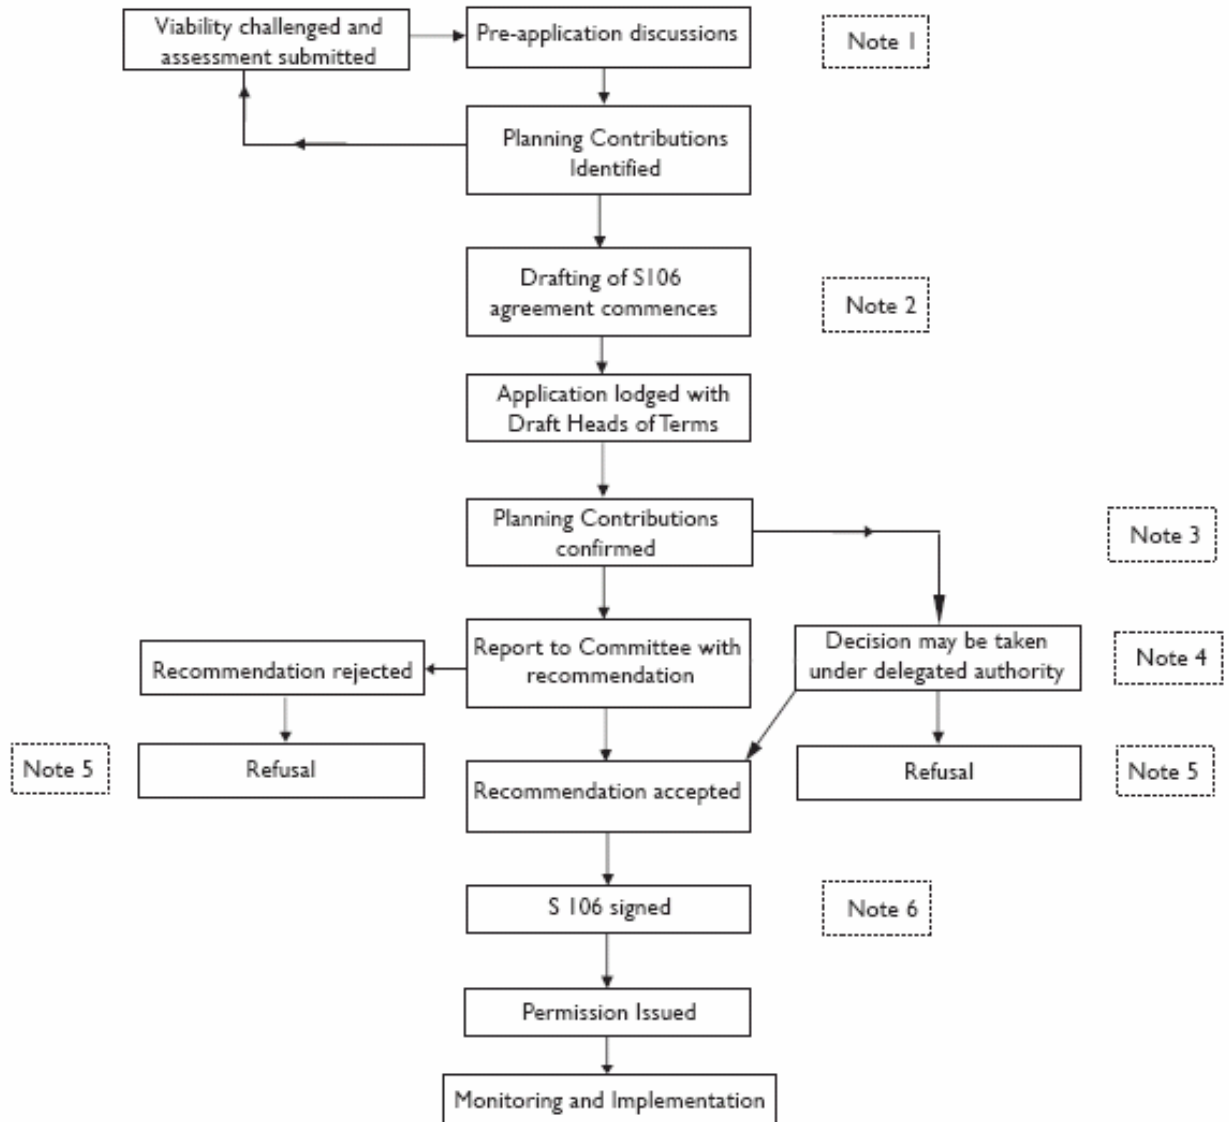 Viability challenged and
assessment submitted
Pre-application discussions
Note 1
Planning Contributions
Identified
Drafting of S106
agreement commences
Note 2
Application lodged with
Draft Heads of Terms
Planning Contributions
confirmed
Note 3
Report to Committee with
recommendation
Recommendation rejected
Decision may be taken
under delegated authority
Note 4
Note 5
Refusal
Recommendation accepted
Refusal
Note 5
S 106 signed
Note 6
Permission Issued
Monitoring and Implementation